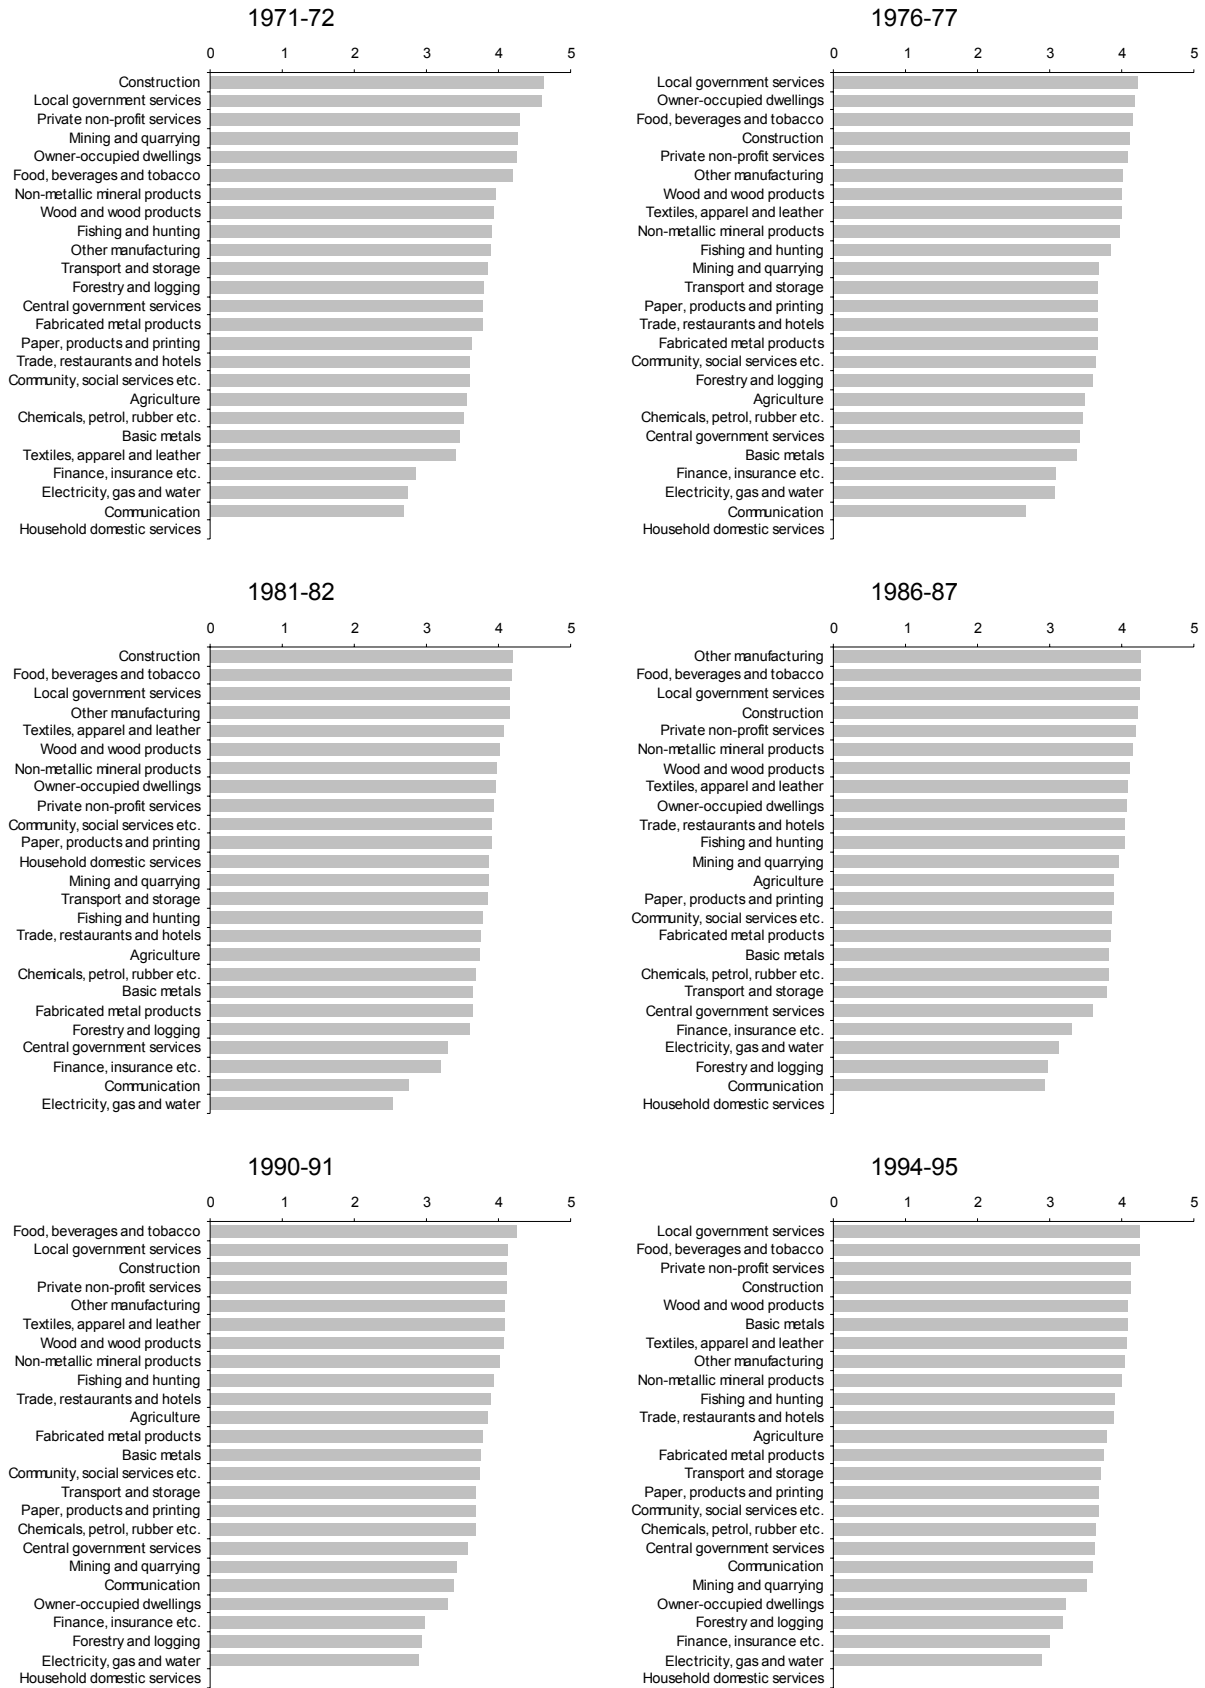 1971-72
0 1 2 3 4 5
Construction
Local government services
Private non-profit services
Mining and quarrying
Owner-occupied dwellings
Food, beverages and tobacco
Non-metallic mineral products
Wood and wood products
Fishing and hunting
Other manufacturing
Transport and storage
Forestry and logging
Central government services
Fabricated metal products
Paper, products and printing
Trade, restaurants and hotels
Community, social services etc.
Agriculture
Chemicals, petrol, rubber etc.
Basic metals
Textiles, apparel and leather
Finance, insurance etc.
Electricity, gas and water
Communication
Household domestic services
1976-77
0 1 2 3 4 5
Local government services
Owner-occupied dwellings
Food, beverages and tobacco
Construction
Private non-profit services
Other manufacturing
Wood and wood products
Textiles, apparel and leather
Non-metallic mineral products
Fishing and hunting
Mining and quarrying
Transport and storage
Paper, products and printing
Trade, restaurants and hotels
Fabricated metal products
Community, social services etc.
Forestry and logging
Agriculture
Chemicals, petrol, rubber etc.
Central government services
Basic metals
Finance, insurance etc.
Electricity, gas and water
Communication
Household domestic services
1981-82
0 1 2 3 4 5
Construction
Food, beverages and tobacco
Local government services
Other manufacturing
Textiles, apparel and leather
Wood and wood products
Non-metallic mineral products
Owner-occupied dwellings
Private non-profit services
Community, social services etc.
Paper, products and printing
Household domestic services
Mining and quarrying
Transport and storage
Fishing and hunting
Trade, restaurants and hotels
Agriculture
Chemicals, petrol, rubber etc.
Basic metals
Fabricated metal products
Forestry and logging
Central government services
Finance, insurance etc.
Communication
Electricity, gas and water
1986-87
0 1 2 3 4 5
Other manufacturing
Food, beverages and tobacco
Local government services
Construction
Private non-profit services
Non-metallic mineral products
Wood and wood products
Textiles, apparel and leather
Owner-occupied dwellings
Trade, restaurants and hotels
Fishing and hunting
Mining and quarrying
Agriculture
Paper, products and printing
Community, social services etc.
Fabricated metal products
Basic metals
Chemicals, petrol, rubber etc.
Transport and storage
Central government services
Finance, insurance etc.
Electricity, gas and water
Forestry and logging
Communication
Household domestic services
1990-91
0 1 2 3 4 5
Food, beverages and tobacco
Local government services
Construction
Private non-profit services
Other manufacturing
Textiles, apparel and leather
Wood and wood products
Non-metallic mineral products
Fishing and hunting
Trade, restaurants and hotels
Agriculture
Fabricated metal products
Basic metals
Community, social services etc.
Transport and storage
Paper, products and printing
Chemicals, petrol, rubber etc.
Central government services
Mining and quarrying
Communication
Owner-occupied dwellings
Finance, insurance etc.
Forestry and logging
Electricity, gas and water
Household domestic services
1994-95
0 1 2 3 4 5
Local government services
Food, beverages and tobacco
Private non-profit services
Construction
Wood and wood products
Basic metals
Textiles, apparel and leather
Other manufacturing
Non-metallic mineral products
Fishing and hunting
Trade, restaurants and hotels
Agriculture
Fabricated metal products
Transport and storage
Paper, products and printing
Community, social services etc.
Chemicals, petrol, rubber etc.
Central government services
Communication
Mining and quarrying
Owner-occupied dwellings
Forestry and logging
Finance, insurance etc.
Electricity, gas and water
Household domestic services